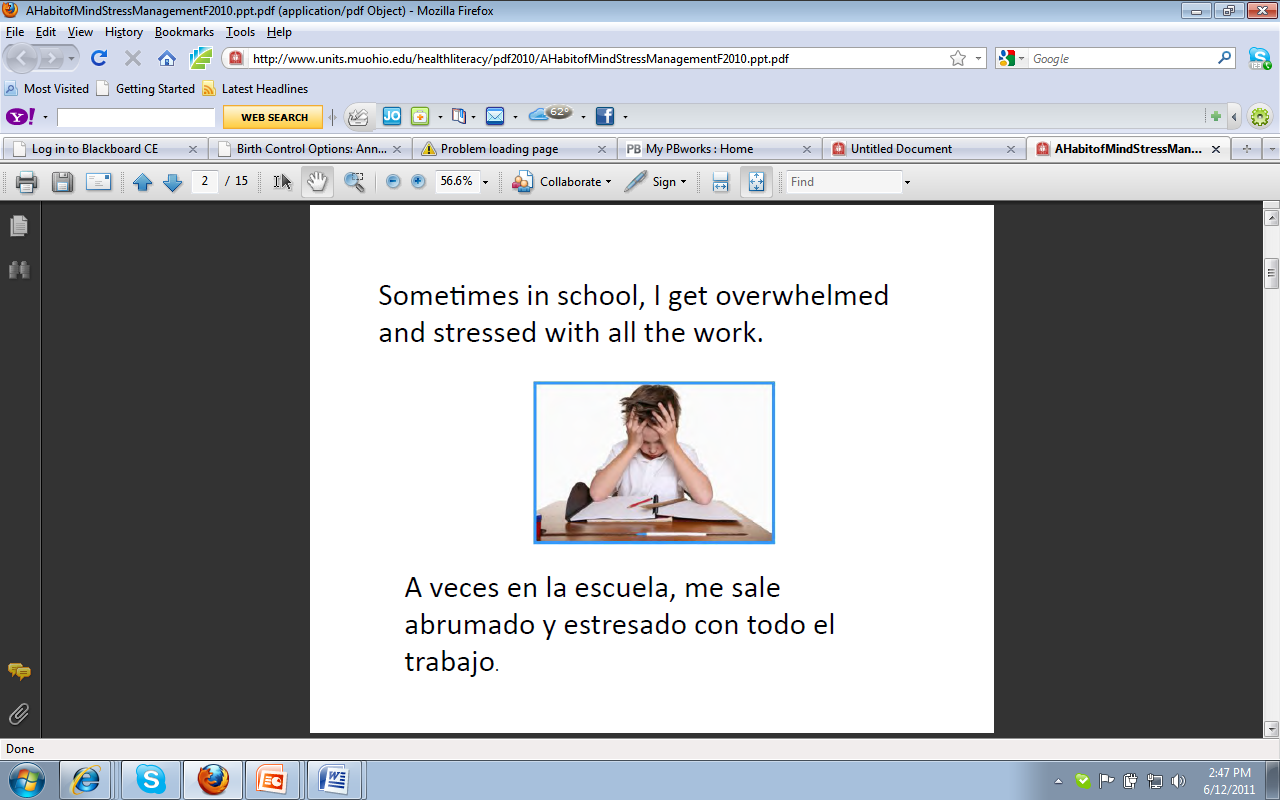 AHabitofMindStressManagementF2010.ppt.pdf (application/pdf Object) - Mozilla Firefox
File Edit View History Bookmarks Tools Help
http://www.units.muohio.edu/healthliteracy/pdf2010/AHabitofMindStressManagementF2010.ppt.pdf Google
Most Visited Getting Started Latest Headlines
Y! WEB SEARCH JO 62° f
Log in to Blackboard CE Birth Control Options: Ann... Problem loading page PB My PBworks : Home Untitled Document AHabitofMindStressMan...
2 / 15 56.6% Collaborate Sign Find
Sometimes in school, I get overwhelmed
and stressed with all the work.
A veces en la escuela, me sale
abrumado y estresado con todo el
trabajo.
Done
2:47 PM
6/12/2011